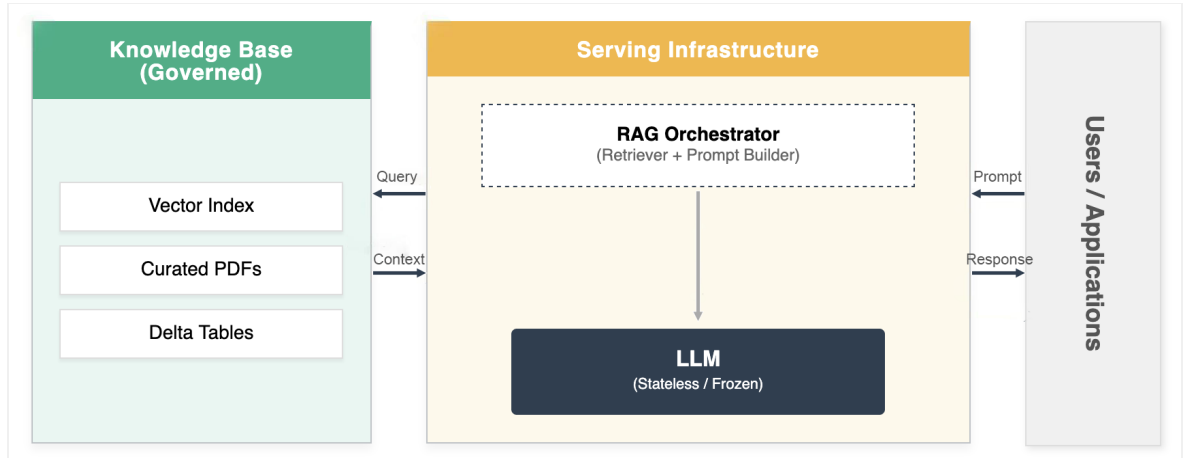 Knowledge Base
(Governed)
Vector Index
Curated PDFs
Delta Tables
Query
Context
Serving Infrastructure
RAG Orchestrator
(Retriever + Prompt Builder)
LLM
(Stateless / Frozen)
Prompt
Response
Users / Applications